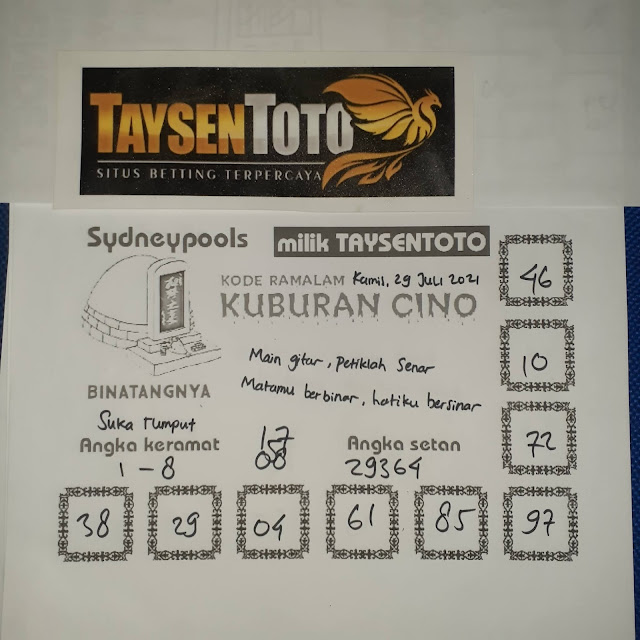 TAYSENTOTO
SITUS BETTING TERPERCAYA
Sydneypools milik TAYSENTOTO
KODE RAMALAM Kamis, 29 Juli 2021
KUBURAN CINO
46
10
72
Main gitar, Petiklah Senar
Matamu berbinar, hatiku bersinar
BINATANGNYA
Suka rumput
Angka keramat
1 - 8
17
08
Angka setan
29364
38 29 04 61 85 97